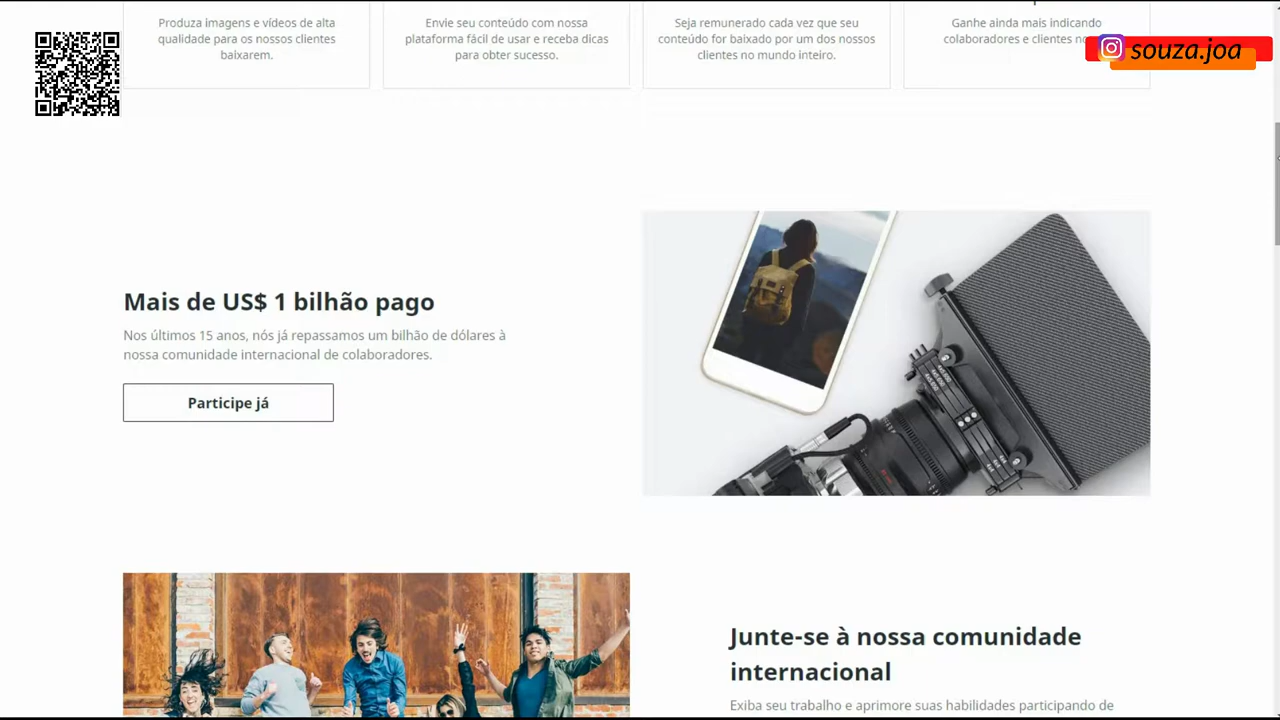 Produza imagens e vídeos de alta
qualidade para os nossos clientes
baixarem.
Envie seu conteúdo com nossa
plataforma fácil de usar e receba dicas
para obter sucesso.
Seja remunerado cada vez que seu
conteúdo for baixado por um dos nossos
clientes no mundo inteiro.
Ganhe ainda mais indicando
colaboradores e clientes
souza.joa
Mais de US$ 1 bilhão pago
Nos últimos 15 anos, nós já repassamos um bilhão de dólares à
nossa comunidade internacional de colaboradores.
Participe já
Junte-se à nossa comunidade
internacional
Exiba seu trabalho e aprimore suas habilidades participando de